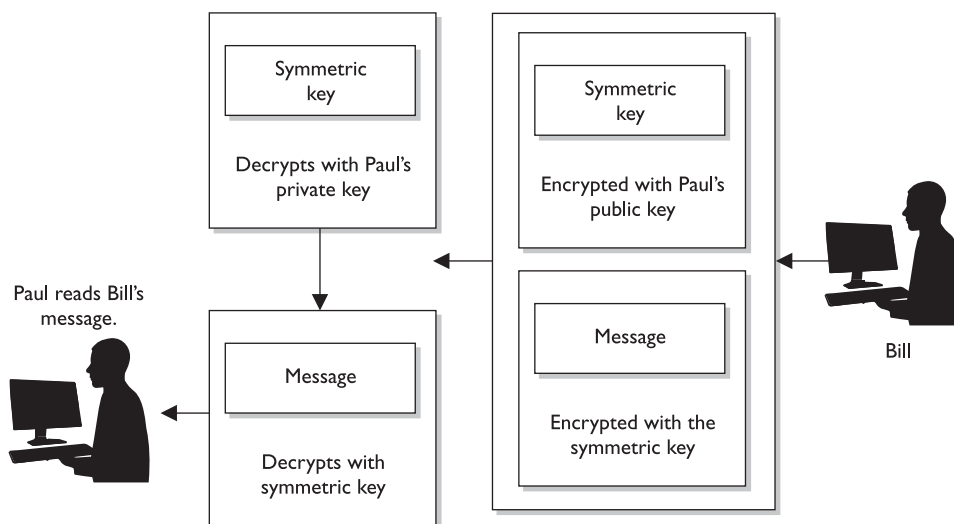 Symmetric
key
Decrypts with Paul's
private key
Symmetric
key
Encrypted with Paul's
public key
Paul reads Bill's
message.
Message
Decrypts with
symmetric key
Message
Encrypted with the
symmetric key
Bill